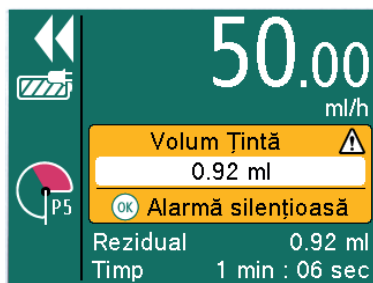 50.00
ml/h
Volum Țintă
0.92 ml
OK Alarmă silențioasă
P5
Rezidual 0.92 ml
Timp 1 min : 06 sec